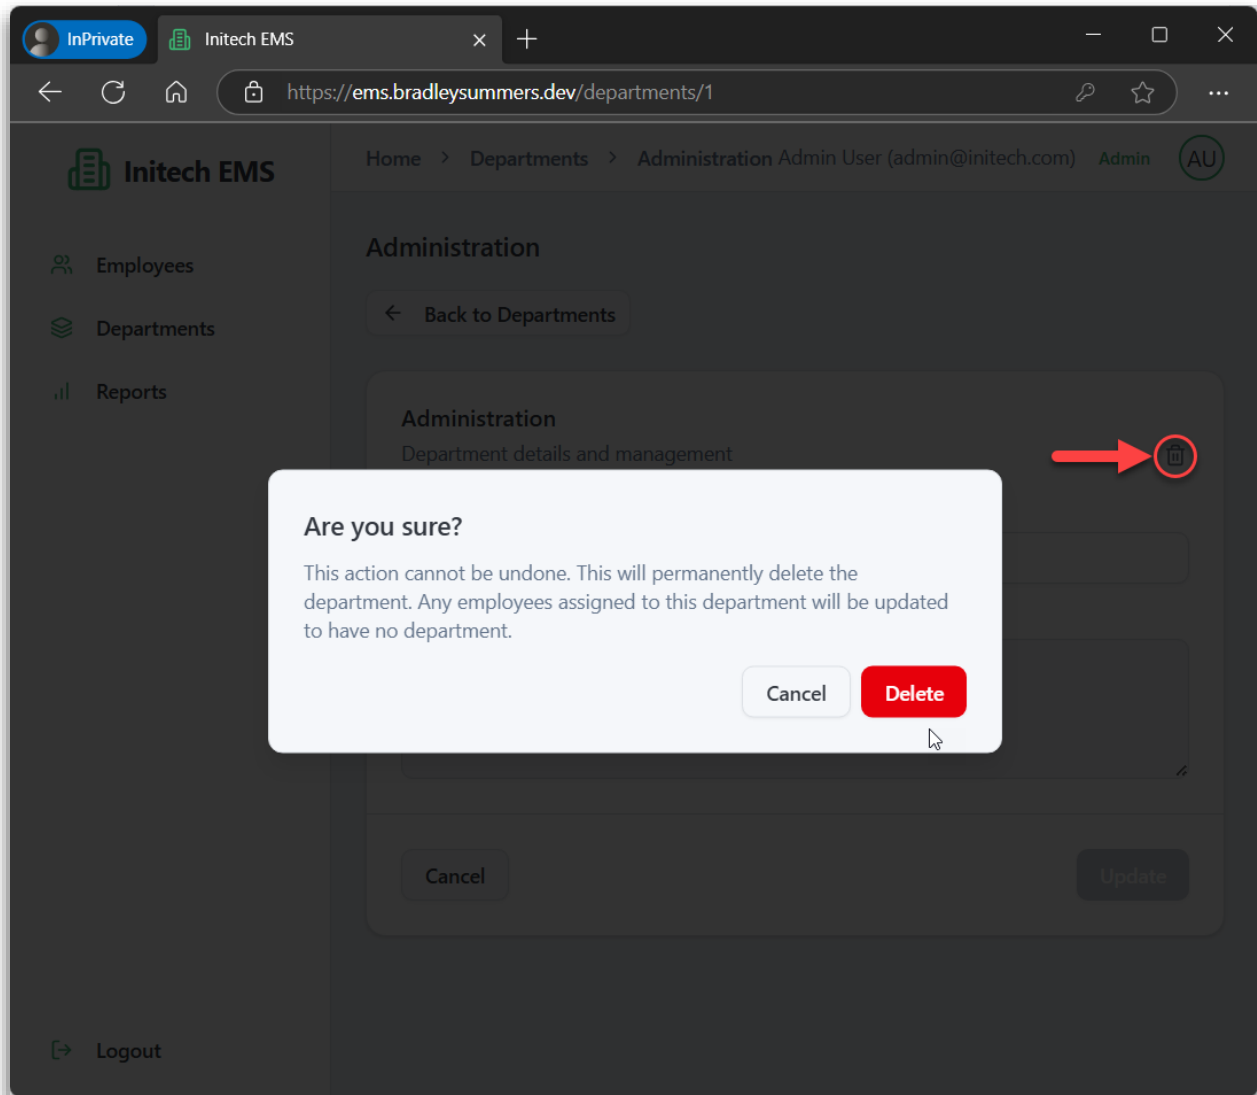 InPrivate
Initech EMS
https://ems.bradleysummers.dev/departments/1
Initech EMS
Home > Departments > Administration Admin User (admin@initech.com) Admin AU
Employees
Departments
Reports
Administration
Back to Departments
Administration
Department details and management
Are you sure?
This action cannot be undone. This will permanently delete the
department. Any employees assigned to this department will be updated
to have no department.
Cancel Delete
Cancel Update
Logout